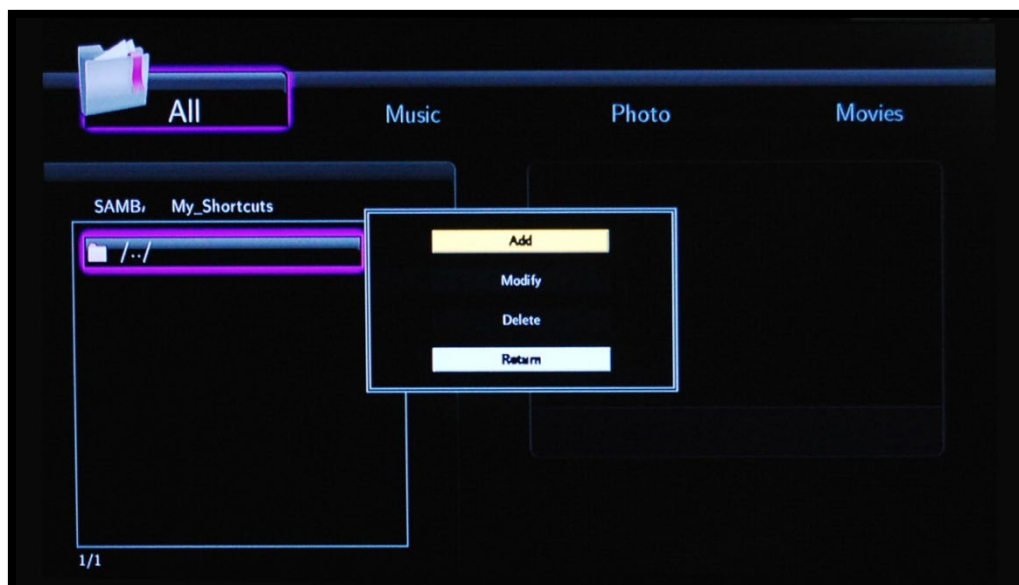 All Music Photo Movies
SAMB, My_Shortcuts
/../
Add
Modify
Delete
Return
1/1